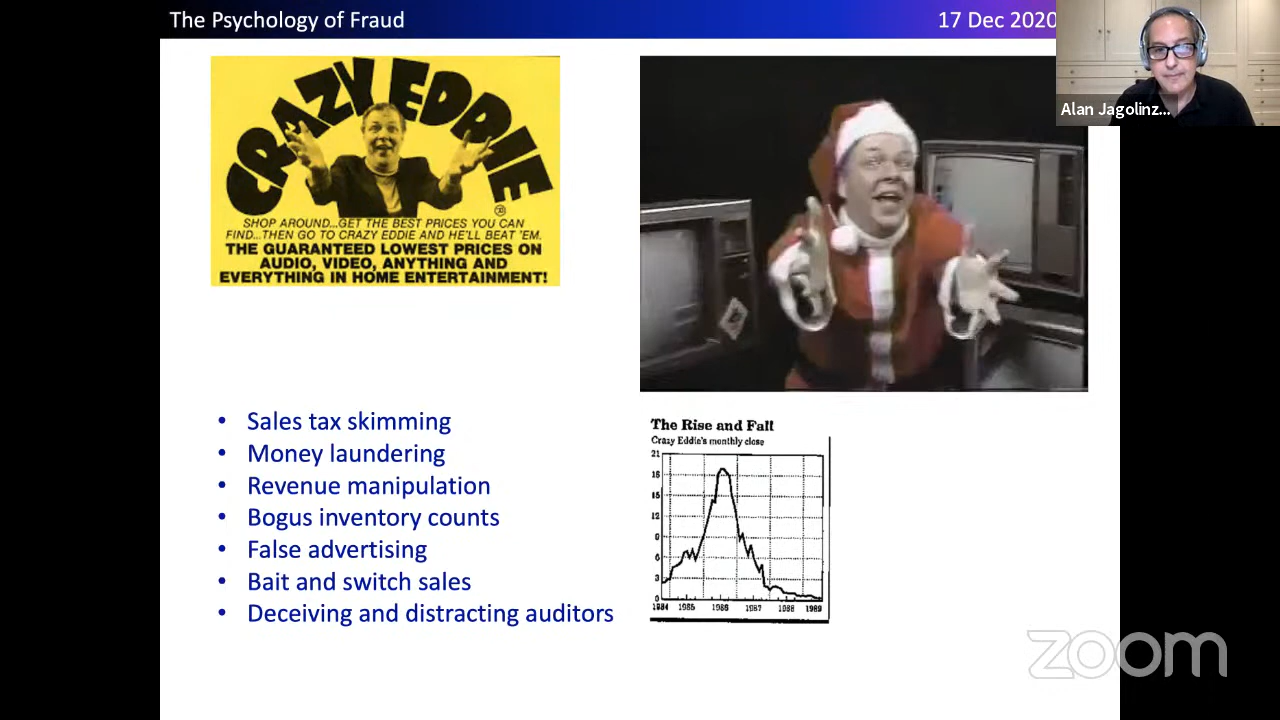 The Psychology of Fraud
17 Dec 2020
Alan Jagolinz...
CRAZY EDDIE
SHOP AROUND...GET THE BEST PRICES YOU CAN
FIND...THEN GO TO CRAZY EDDIE AND HE'LL BEAT 'EM.
THE GUARANTEED LOWEST PRICES ON
AUDIO, VIDEO, ANYTHING AND
EVERYTHING IN HOME ENTERTAINMENT!
• Sales tax skimming
• Money laundering
• Revenue manipulation
• Bogus inventory counts
• False advertising
• Bait and switch sales
• Deceiving and distracting auditors
The Rise and Fall
Crazy Eddie's monthly close
21
18
15
12
9
6
3
0
1984 1985 1986 1987 1988 1989
zoom